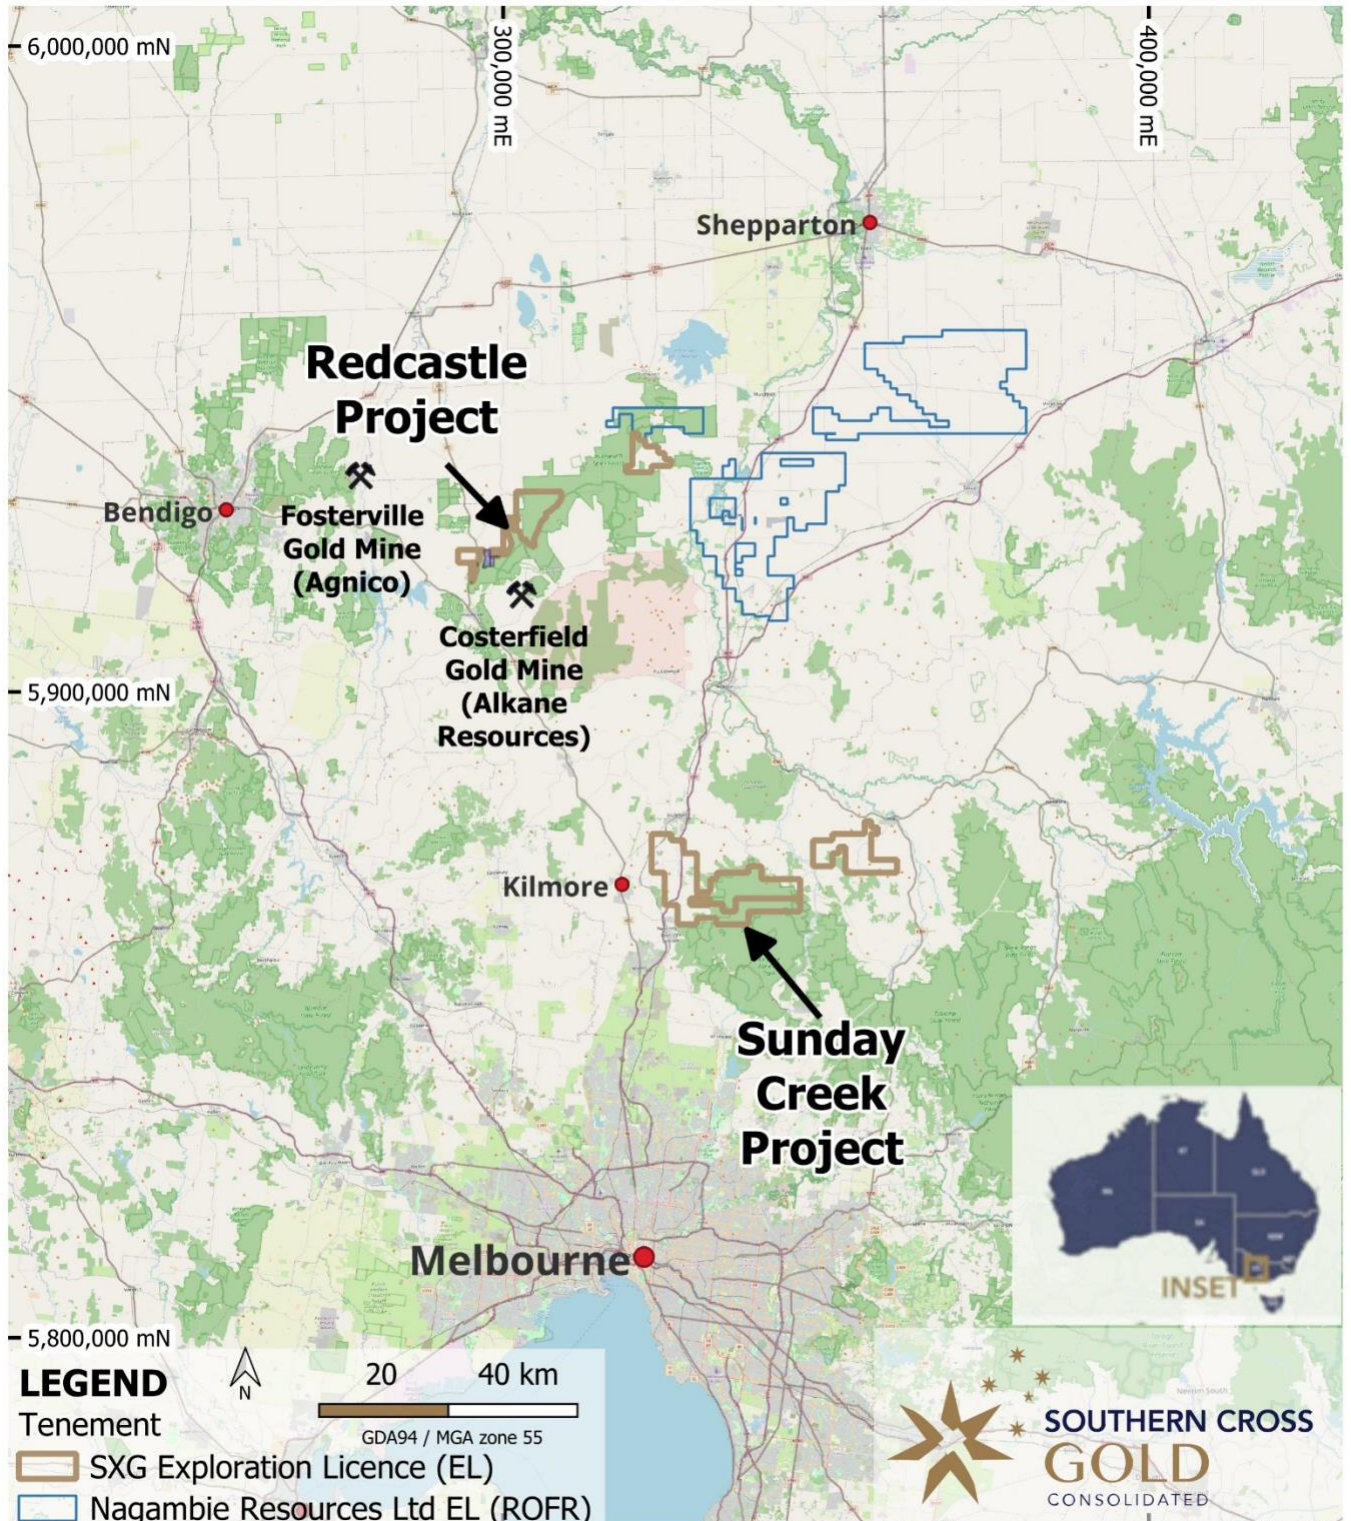 6,000,000 mN
300,000 mE
400,000 mE
Shepparton
Redcastle
Project
Bendigo
Fosterville
Gold Mine
(Agnico)
Costerfield
Gold Mine
(Alkane
Resources)
5,900,000 mN
Kilmore
Sunday
Creek
Project
Melbourne
INSET
5,800,000 mN
LEGEND
Tenement
N
20 40 km
GDA94 / MGA zone 55
SXG Exploration Licence (EL)
Nagambie Resources Ltd EL (ROFR)
SOUTHERN CROSS
GOLD
CONSOLIDATED